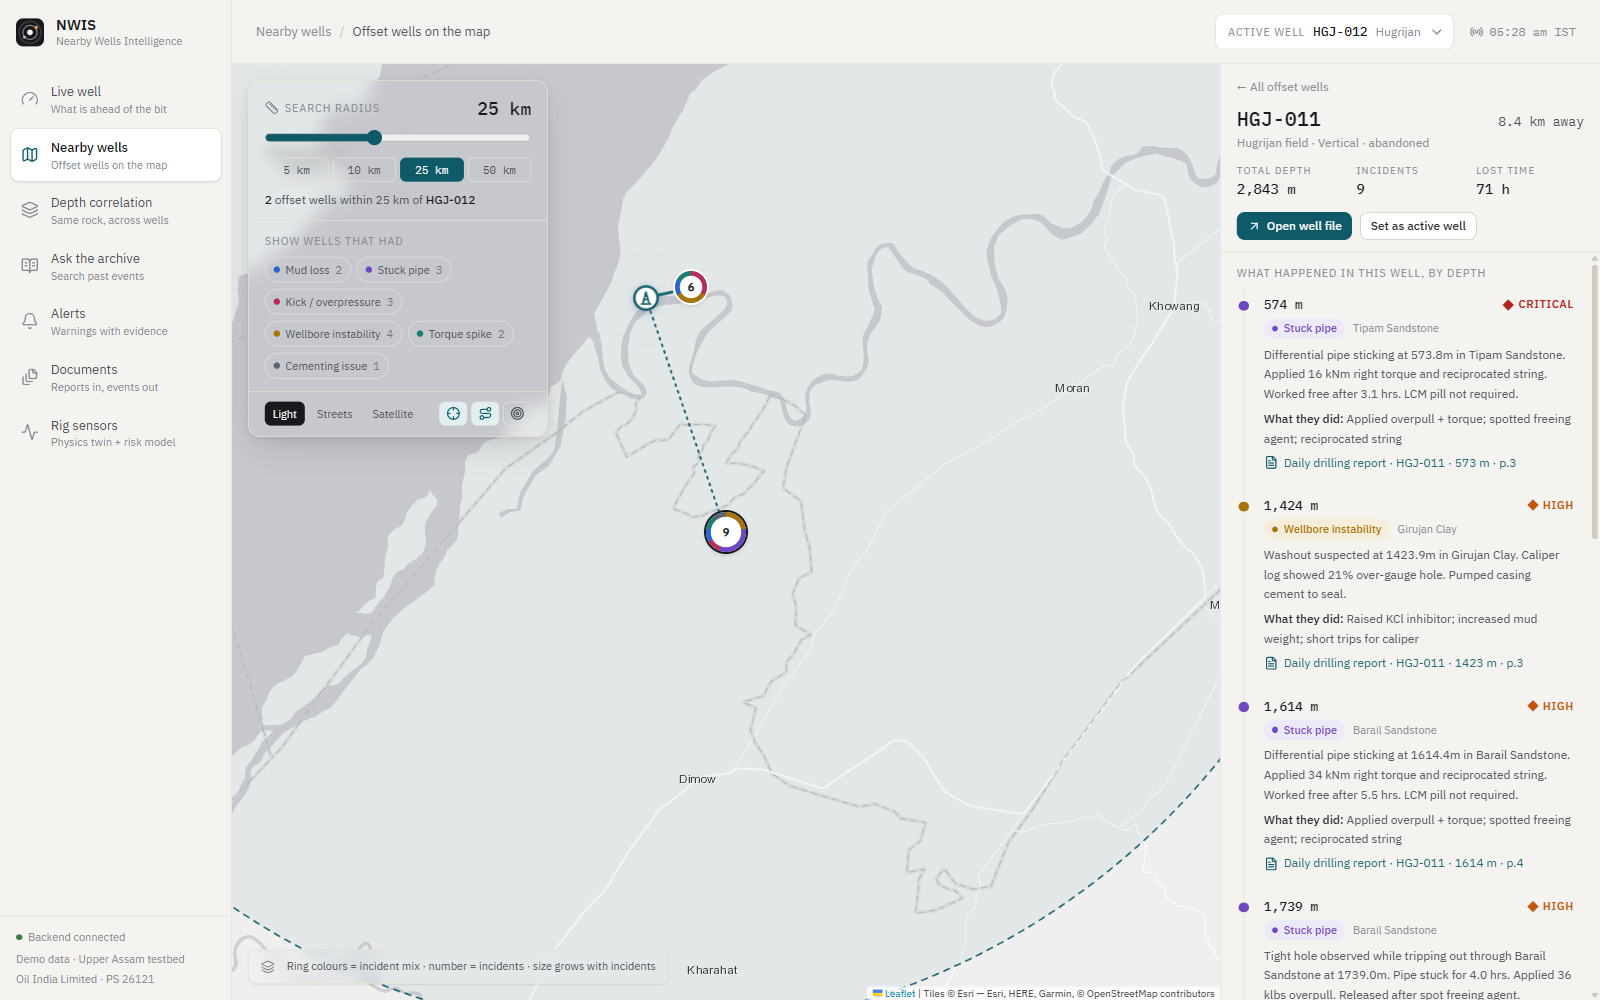 NWIS
Nearby Wells Intelligence
Live well
What is ahead of the bit
Nearby wells
Offset wells on the map
Depth correlation
Same rock, across wells
Ask the archive
Search past events
Alerts
Warnings with evidence
Documents
Reports in, events out
Rig sensors
Physics twin + risk model
Backend connected
Demo data · Upper Assam testbed
Oil India Limited · PS 26121
Nearby wells / Offset wells on the map
ACTIVE WELL HGJ-012 Hugrijan
05:28 am IST
SEARCH RADIUS 25 km
5 km 10 km 25 km 50 km
2 offset wells within 25 km of HGJ-012
SHOW WELLS THAT HAD
Mud loss 2 Stuck pipe 3
Kick / overpressure 3
Wellbore instability 4 Torque spike 2
Cementing issue 1
Light Streets Satellite
6
9
Khowang
Moran
M
Dimow
Kharahat
Ring colours = incident mix · number = incidents · size grows with incidents
Leaflet | Tiles © Esri — Esri, HERE, Garmin, © OpenStreetMap contributors
← All offset wells
HGJ-011 8.4 km away
Hugrijan field · Vertical · abandoned
TOTAL DEPTH INCIDENTS LOST TIME
2,843 m 9 71 h
Open well file Set as active well
WHAT HAPPENED IN THIS WELL, BY DEPTH
574 m CRITICAL
Stuck pipe Tipam Sandstone
Differential pipe sticking at 573.8m in Tipam Sandstone.
Applied 16 kNm right torque and reciprocated string.
Worked free after 3.1 hrs. LCM pill not required.
What they did: Applied overpull + torque; spotted freeing
agent; reciprocated string
Daily drilling report · HGJ-011 · 573 m · p.3
1,424 m HIGH
Wellbore instability Girujan Clay
Washout suspected at 1423.9m in Girujan Clay. Caliper
log showed 21% over-gauge hole. Pumped casing
cement to seal.
What they did: Raised KCl inhibitor; increased mud
weight; short trips for caliper
Daily drilling report · HGJ-011 · 1423 m · p.3
1,614 m HIGH
Stuck pipe Barail Sandstone
Differential pipe sticking at 1614.4m in Barail Sandstone.
Applied 34 kNm right torque and reciprocated string.
Worked free after 5.5 hrs. LCM pill not required.
What they did: Applied overpull + torque; spotted freeing
agent; reciprocated string
Daily drilling report · HGJ-011 · 1614 m · p.4
1,739 m HIGH
Stuck pipe Barail Sandstone
Tight hole observed while tripping out through Barail
Sandstone at 1739.0m. Pipe stuck for 4.0 hrs. Applied 36
klbs overpull. Released after spot freeing agent.